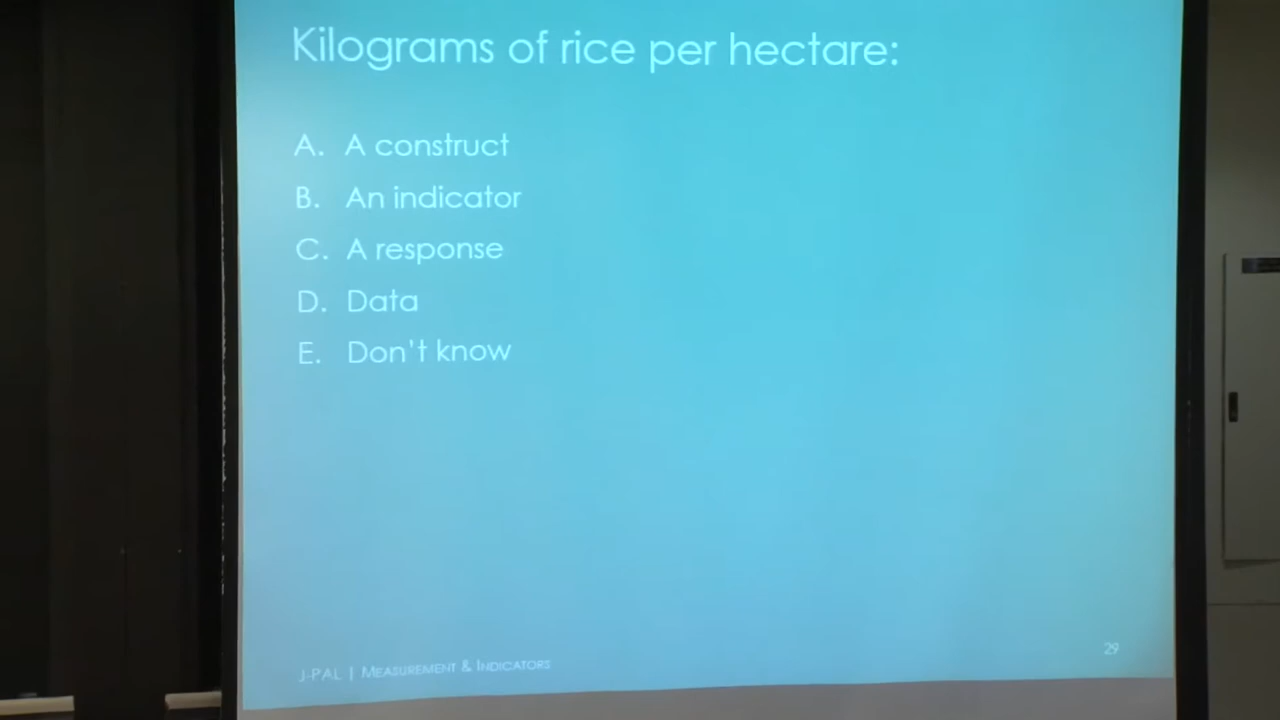 Kilograms of rice per hectare:
A. A construct
B. An indicator
C. A response
D. Data
E. Don't know
29
J-PAL | MEASUREMENT & INDICATORS